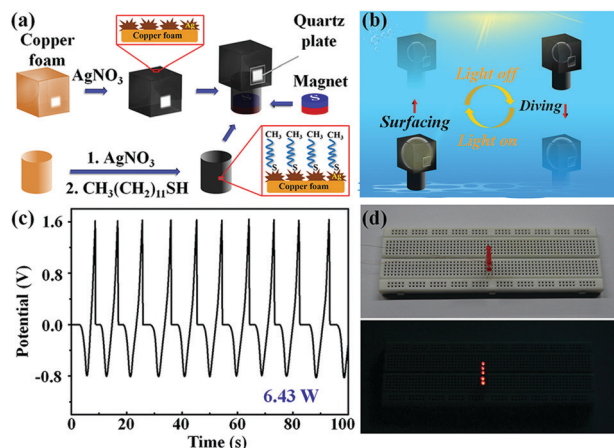 (a)
Copper
foam
AgNO3
Copper foam
Ag
Quartz
plate
Magnet
S
S
1. AgNO3
2. CH3(CH2)11SH
CH3 CH3 CH3 CH3
S S S S
Ag
Copper foam
(b)
Light off
Surfacing
Diving
Light on
(c)
Potential (V)
1.6
0.8
0.0
-0.8
0 20 40 60 80 100
6.43 W
Time (s)
(d)